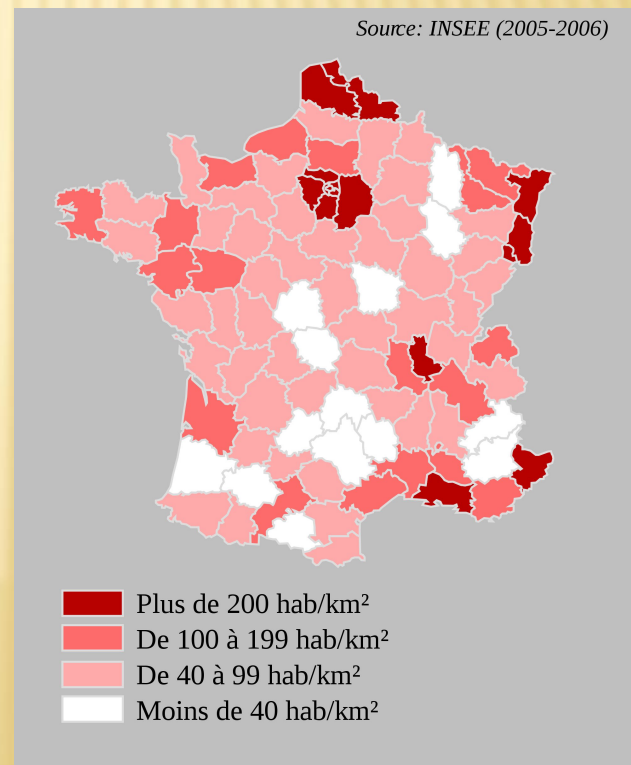 Source: INSEE (2005-2006)
Plus de 200 hab/km²
De 100 à 199 hab/km²
De 40 à 99 hab/km²
Moins de 40 hab/km²